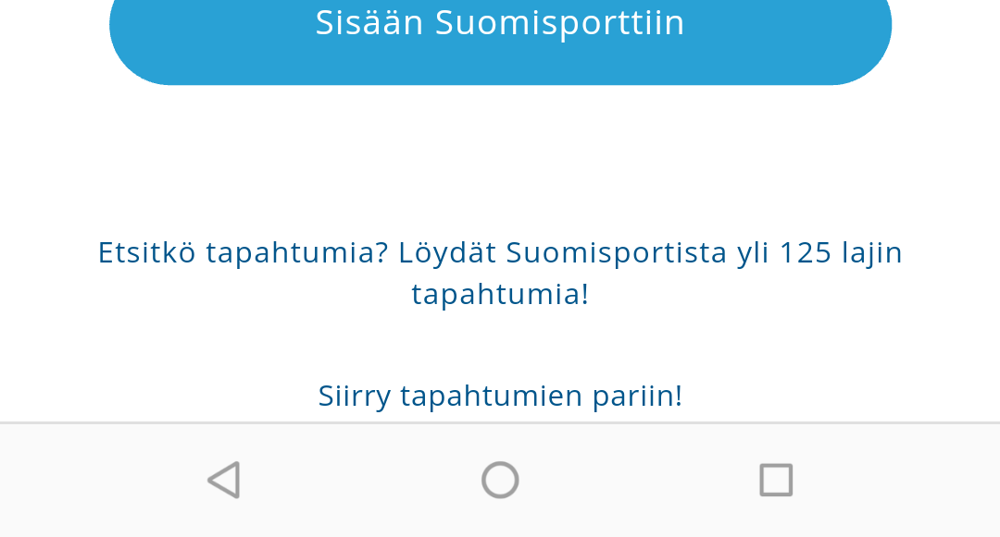 Sisään Suomisporttiin
Etsitkö tapahtumia? Löydät Suomisportista yli 125 lajin
tapahtumia!
Siirry tapahtumien pariin!